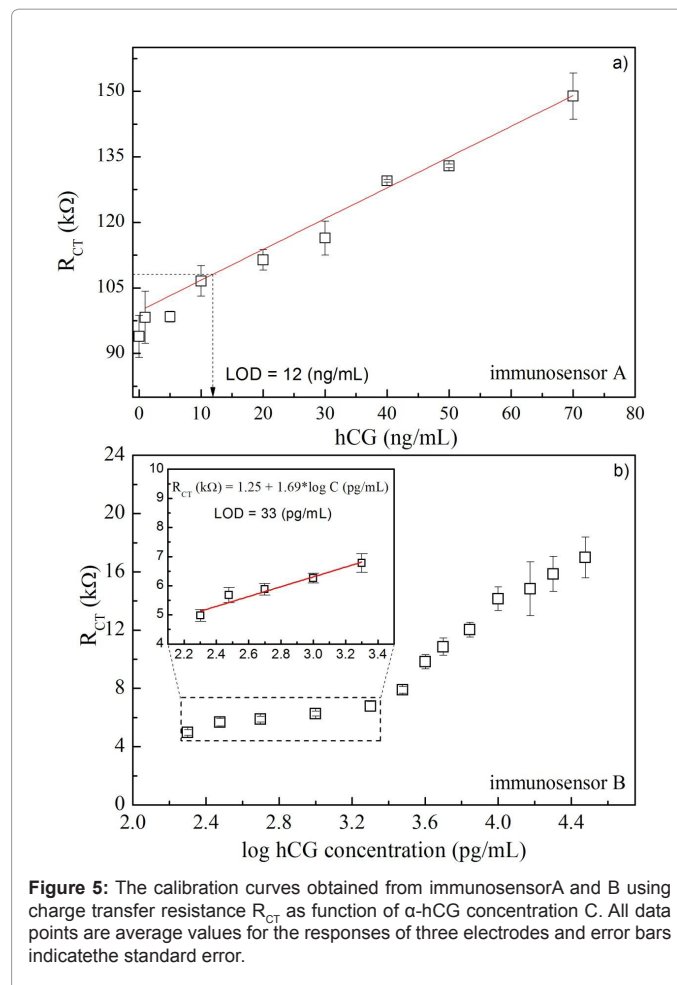 a)
150
135
120
105
90
R_CT (kΩ)
LOD = 12 (ng/mL)
immunosensor A
0 10 20 30 40 50 60 70 80
hCG (ng/mL)
b)
24
20
16
12
8
4
0
R_CT (kΩ)
10
9
8
7
6
5
4
R_CT (kΩ) = 1.25 + 1.69*log C (pg/mL)
LOD = 33 (pg/mL)
2.2 2.4 2.6 2.8 3.0 3.2 3.4
immunosensor B
2.0 2.4 2.8 3.2 3.6 4.0 4.4
log hCG concentration (pg/mL)
Figure 5: The calibration curves obtained from immunosensorA and B using
charge transfer resistance R_CT as function of α-hCG concentration C. All data
points are average values for the responses of three electrodes and error bars
indicatethe standard error.